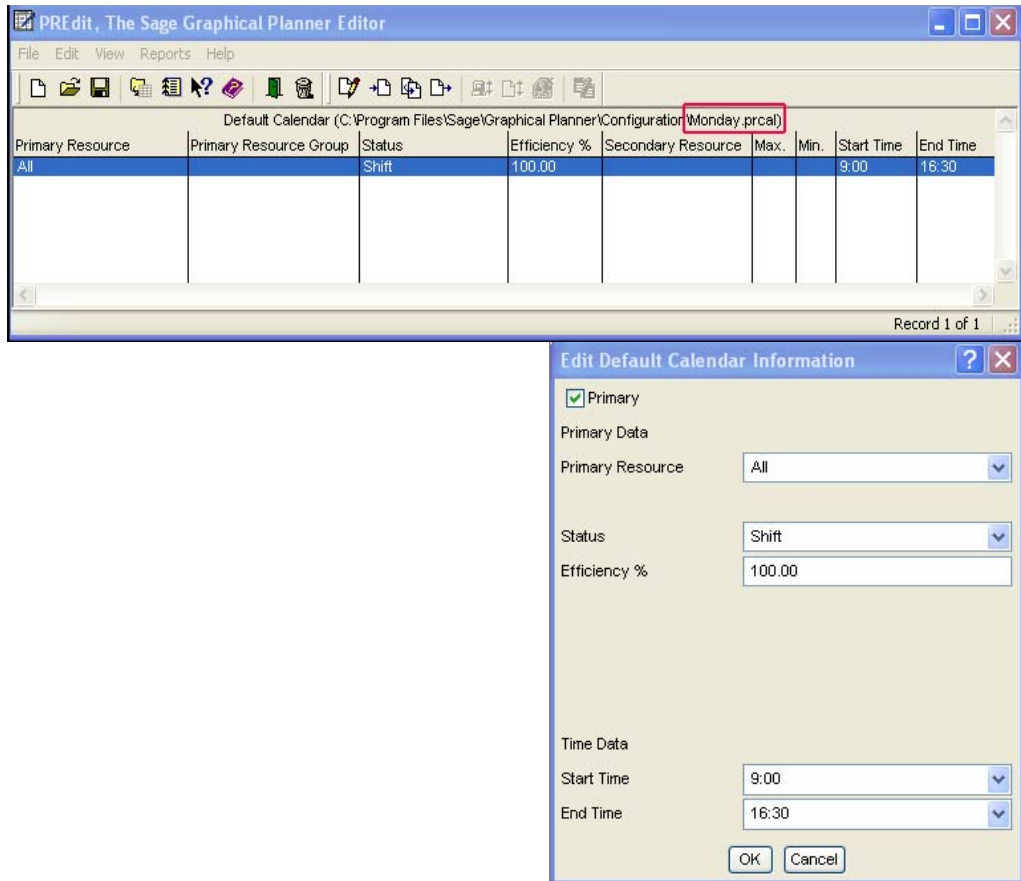 PREdit, The Sage Graphical Planner Editor
File Edit View Reports Help
Default Calendar (C:\Program Files\Sage\Graphical Planner\Configuration\Monday.prcal)
Primary Resource Primary Resource Group Status Efficiency % Secondary Resource Max. Min. Start Time End Time
All Shift 100.00 9:00 16:30
Record 1 of 1
Edit Default Calendar Information
Primary
Primary Data
Primary Resource All
Status Shift
Efficiency % 100.00
Time Data
Start Time 9:00
End Time 16:30
OK Cancel